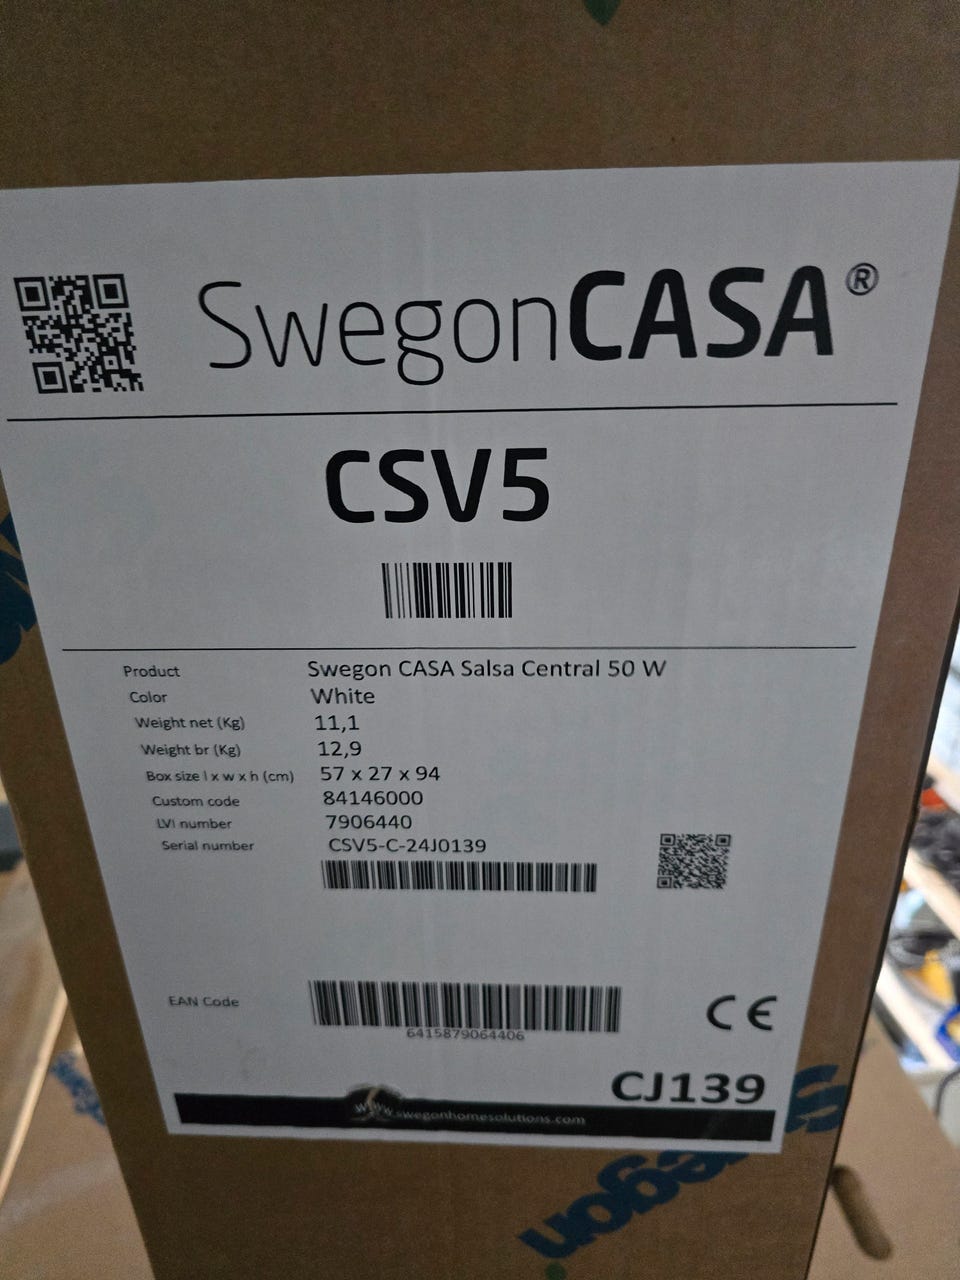 SwegonCASA®
CSV5
Product Swegon CASA Salsa Central 50 W
Color White
Weight net (Kg) 11,1
Weight br (Kg) 12,9
Box size l x w x h (cm) 57 x 27 x 94
Custom code 84146000
LVI number 7906440
Serial number CSV5-C-24J0139
EAN Code
6415879064406
CE
CJ139
www.swegonhomesolutions.com
Swegon